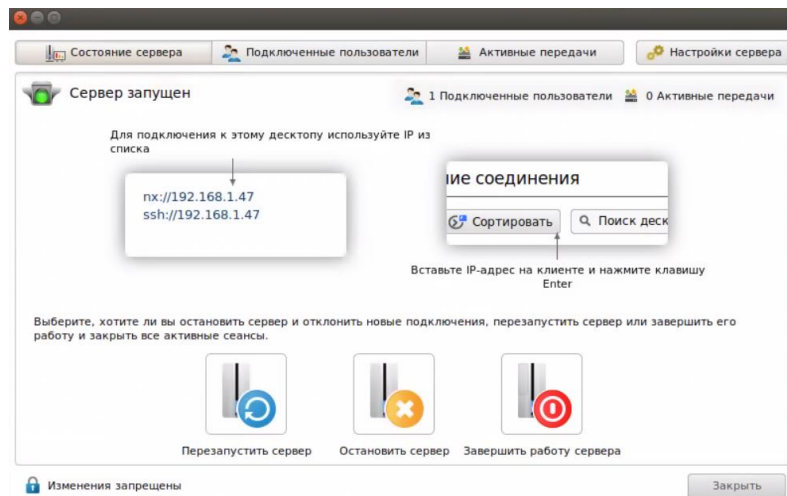 Состояние сервера
Подключенные пользователи
Активные передачи
Настройки сервера
Сервер запущен
1 Подключенные пользователи
0 Активные передачи
Для подключения к этому десктопу используйте IP из
списка
nx://192.168.1.47
ssh://192.168.1.47
ие соединения
Сортировать
Поиск деск
Вставьте IP-адрес на клиенте и нажмите клавишу
Enter
Выберите, хотите ли вы остановить сервер и отклонить новые подключения, перезапустить сервер или завершить его
работу и закрыть все активные сеансы.
Перезапустить сервер
Остановить сервер
Завершить работу сервера
Изменения запрещены
Закрыть